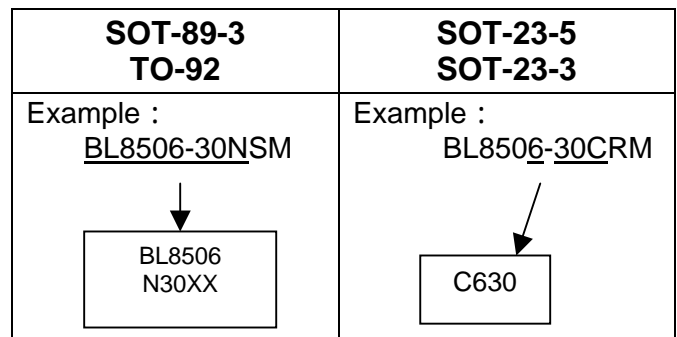 SOT-89-3
TO-92
SOT-23-5
SOT-23-3
Example：
BL8506-30NSM
BL8506
N30XX
Example：
BL8506-30CRM
C630